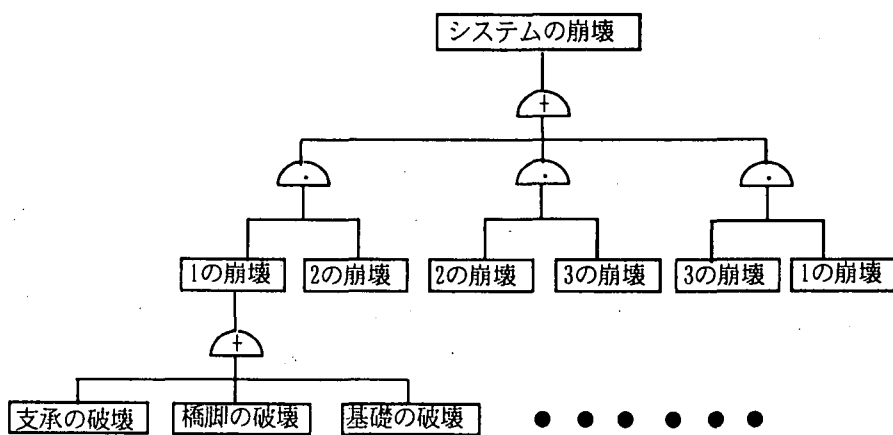 システムの崩壊
+
・ ・ ・
1の崩壊 2の崩壊 2の崩壊 3の崩壊 3の崩壊 1の崩壊
+
支承の破壊 橋脚の破壊 基礎の破壊 ● ● ● ● ● ●